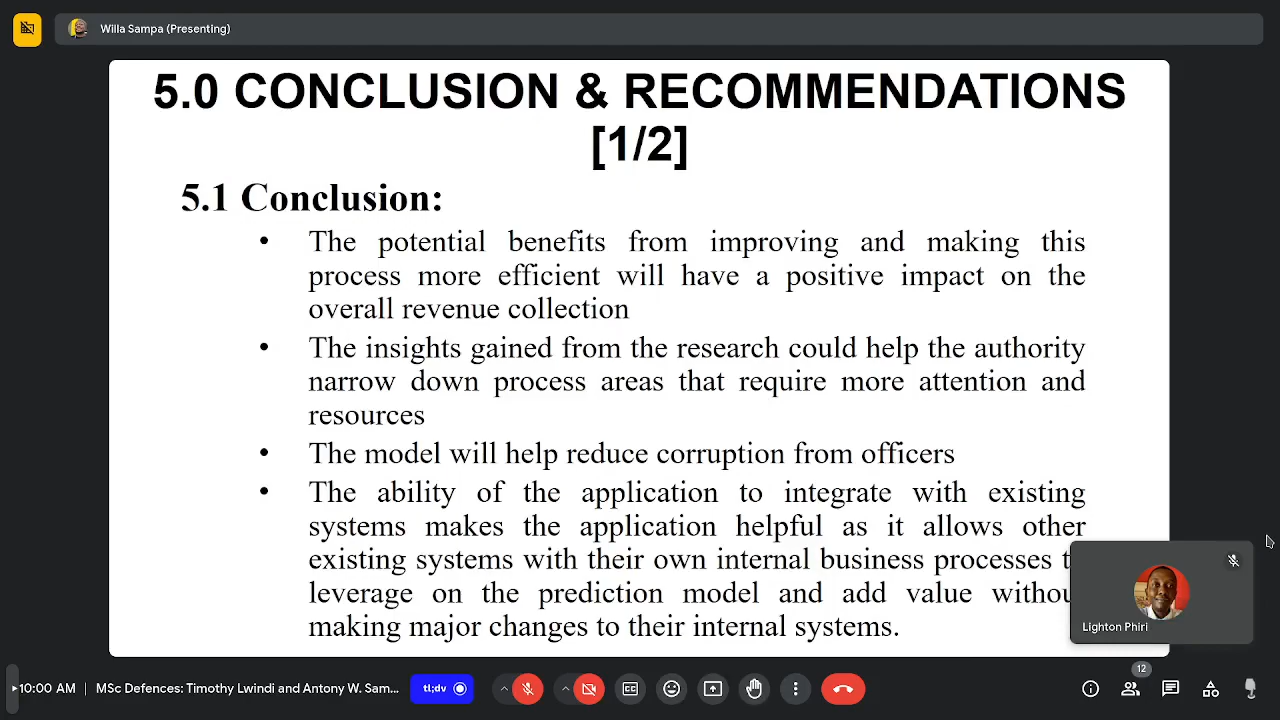 Willa Sampa (Presenting)
5.0 CONCLUSION & RECOMMENDATIONS
[1/2]
5.1 Conclusion:
• The potential benefits from improving and making this
process more efficient will have a positive impact on the
overall revenue collection
• The insights gained from the research could help the authority
narrow down process areas that require more attention and
resources
• The model will help reduce corruption from officers
• The ability of the application to integrate with existing
systems makes the application helpful as it allows other
existing systems with their own internal business processes
leverage on the prediction model and add value
making major changes to their internal systems.
Lighton Phiri
10:00 AM | MSc Defences: Timothy Lwindi and Antony W. Sam...
tl;dv
CC
12